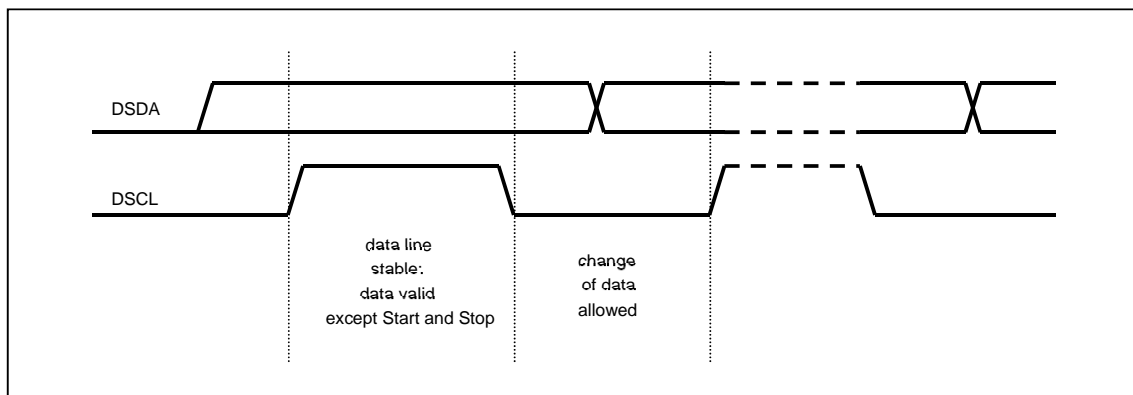 DSDA
DSCL
data line
stable:
data valid
except Start and Stop
change
of data
allowed